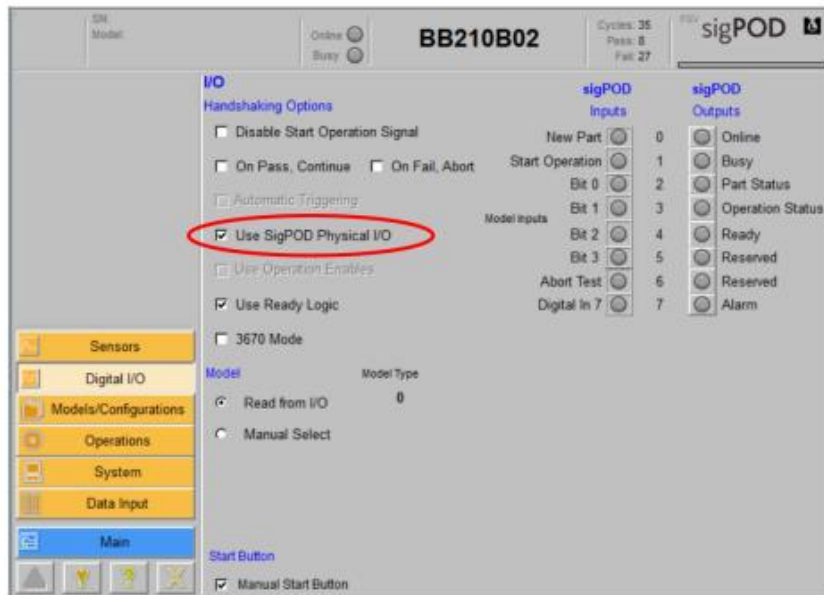 SN:
Model:
Online
Busy
BB210B02
Cycles: 35
Pass: 8
Fail: 27
sigPOD
I/O
Handshaking Options
Disable Start Operation Signal
On Pass, Continue On Fail, Abort
Automatic Triggering
Use SigPOD Physical I/O
Use Operation Enables
Use Ready Logic
3670 Mode
Model Model Type
Read from I/O 0
Manual Select
Start Button
Manual Start Button
sigPOD sigPOD
Inputs Outputs
New Part 0 Online
Start Operation 1 Busy
Bit 0 2 Part Status
Model Inputs
Bit 1 3 Operation Status
Bit 2 4 Ready
Bit 3 5 Reserved
Abort Test 6 Reserved
Digital In 7 7 Alarm
Sensors
Digital I/O
Models/Configurations
Operations
System
Data Input
Main